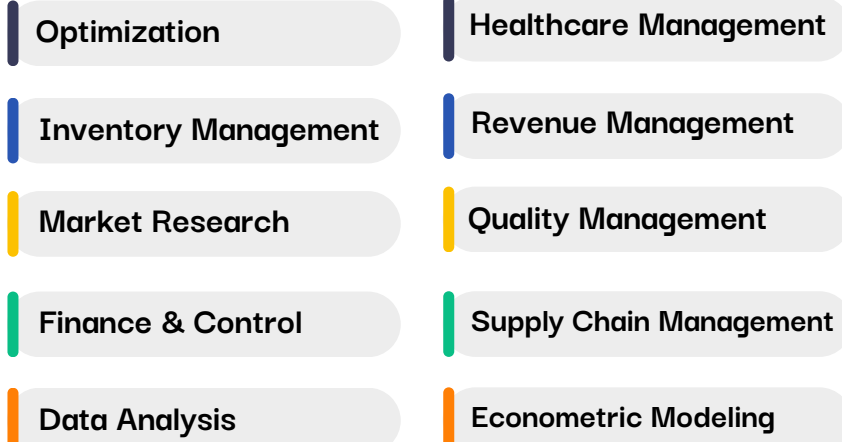 Optimization
Healthcare Management
Inventory Management
Revenue Management
Market Research
Quality Management
Finance & Control
Supply Chain Management
Data Analysis
Econometric Modeling